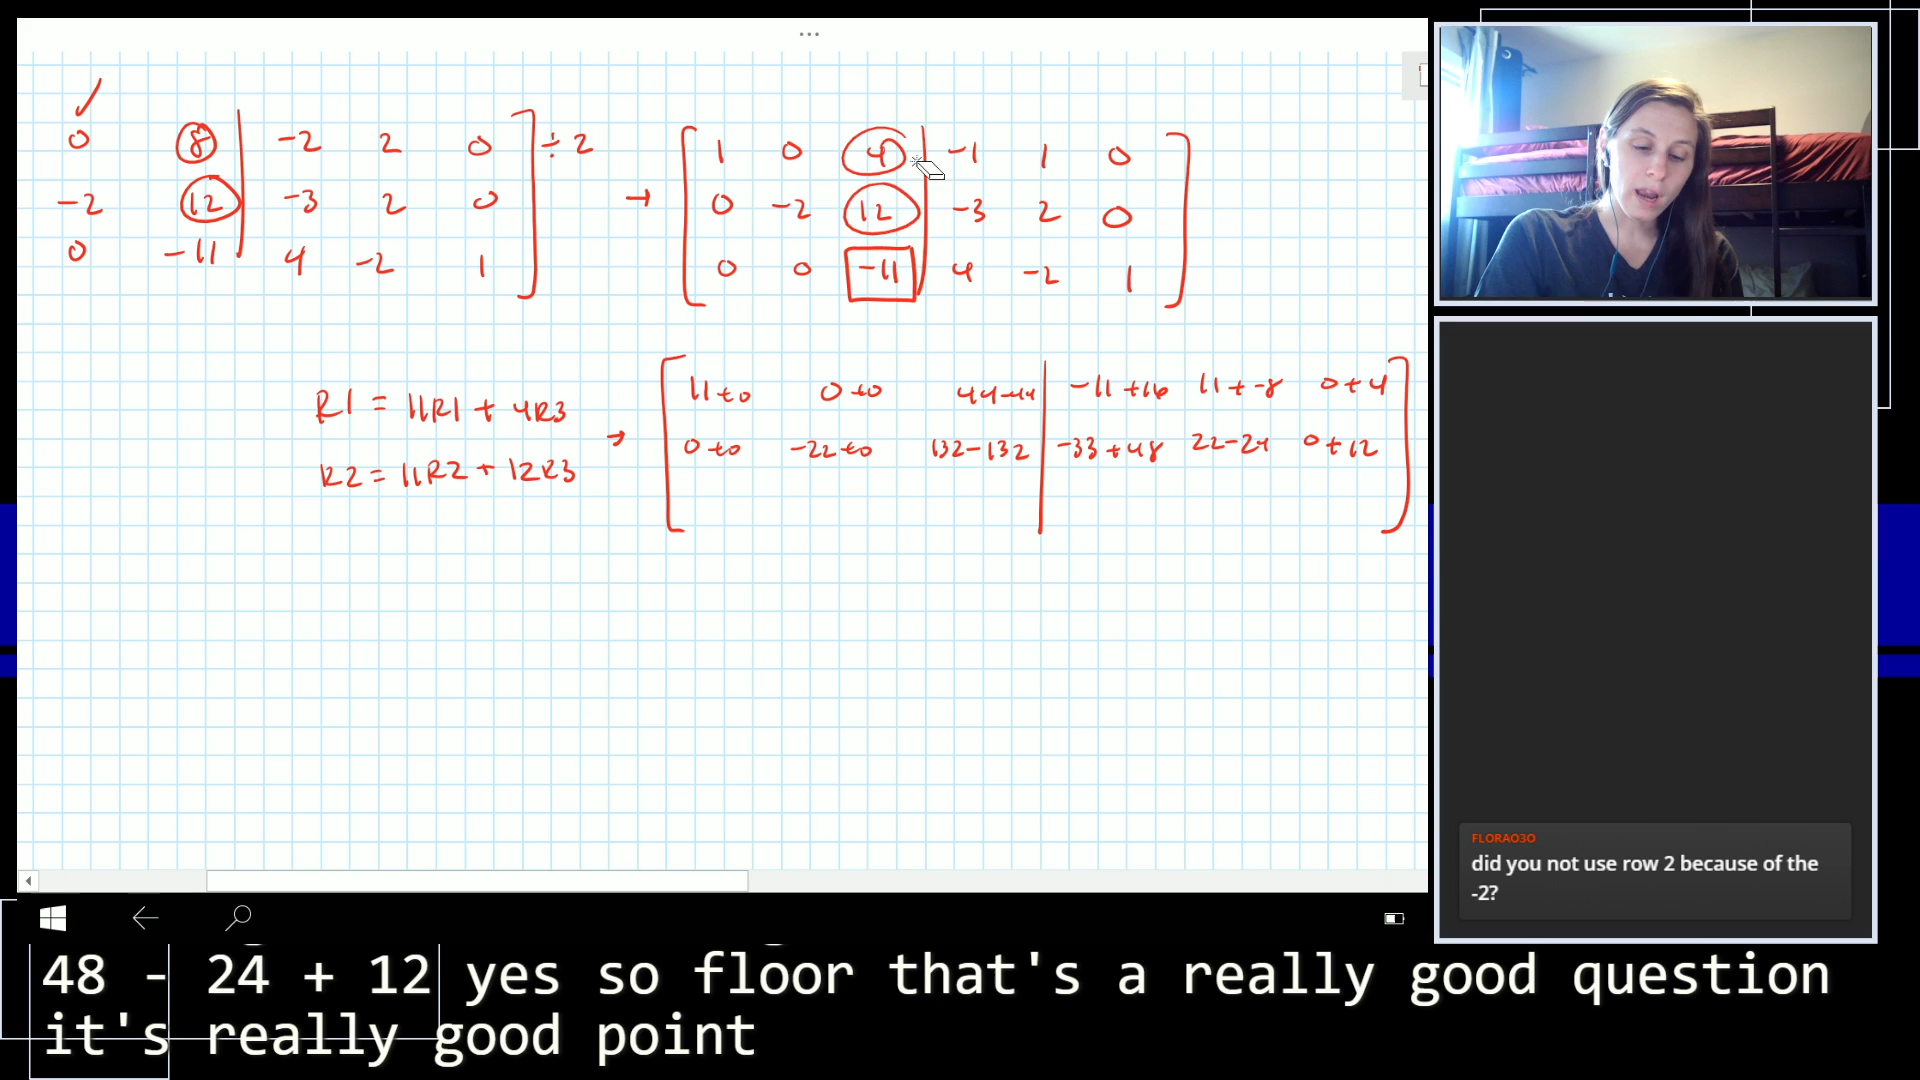 ...
✓
0 8 | -2 2 0 ] ÷ 2
-2 12 | -3 2 0
0 -11 | 4 -2 1
→ [ 1 0 4 | -1 1 0 ]
0 -2 12 | -3 2 0
0 0 -11 | 4 -2 1
R1 = 11R1 + 4R3
R2 = 11R2 + 12R3
→ [ 11+0 0+0 44-44 | -11+16 11+-8 0+4 ]
0+0 -22+0 132-132 | -33+48 22-24 0+12
FLORAO3O
did you not use row 2 because of the
-2?
48 - 24 + 12 yes so floor that's a really good question
it's really good point